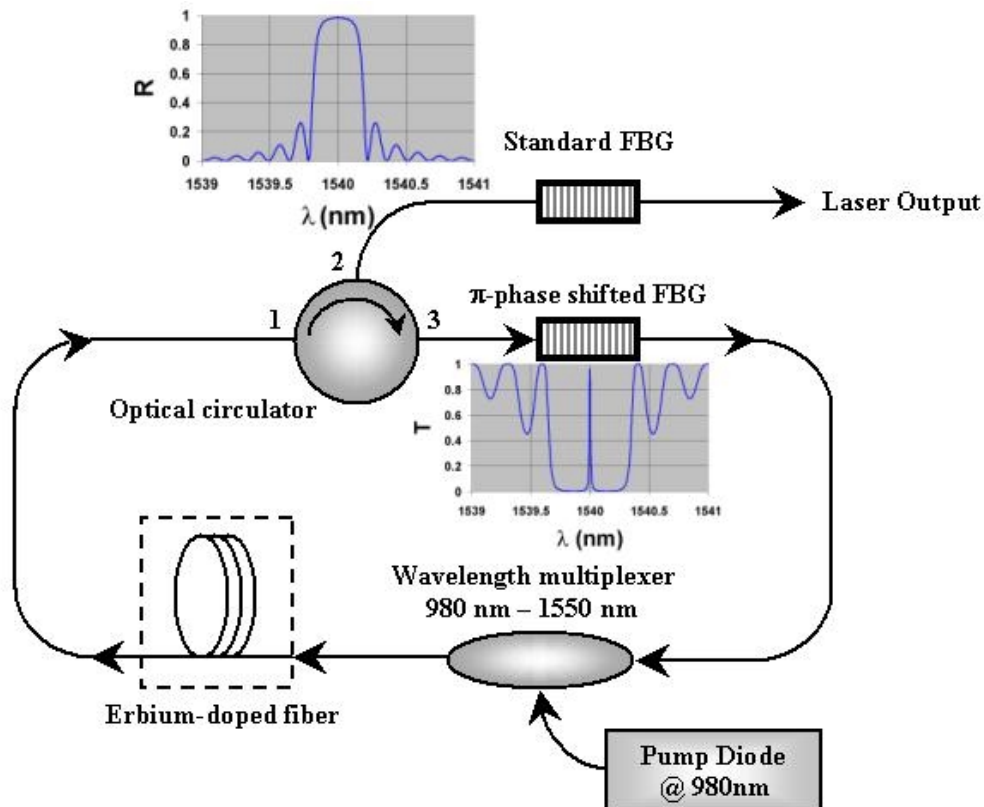 1
0.8
0.6
0.4
0.2
0
R
1539
1539.5
1540
1540.5
1541
λ (nm)
Standard FBG
Laser Output
2
1
3
π-phase shifted FBG
Optical circulator
1
0.8
0.6
0.4
0.2
0
T
1539
1539.5
1540
1540.5
1541
λ (nm)
Wavelength multiplexer
980 nm – 1550 nm
Erbium-doped fiber
Pump Diode
@ 980nm